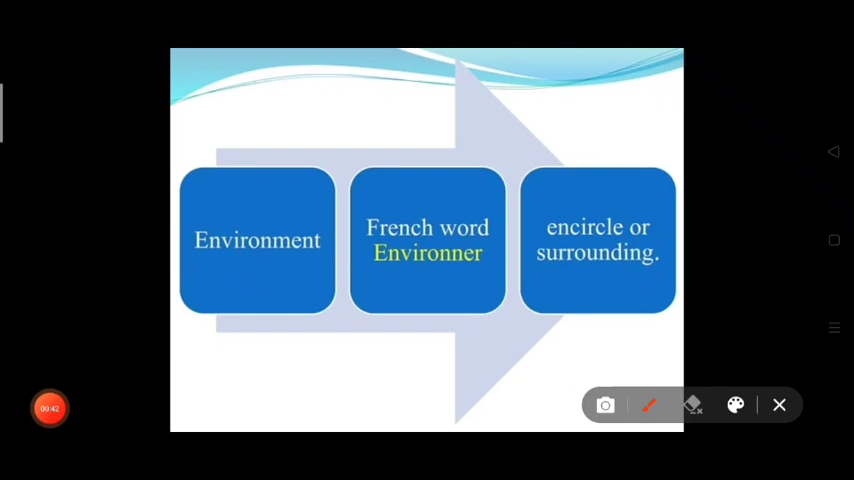 Environment
French word
Environner
encircle or
surrounding.
00:42